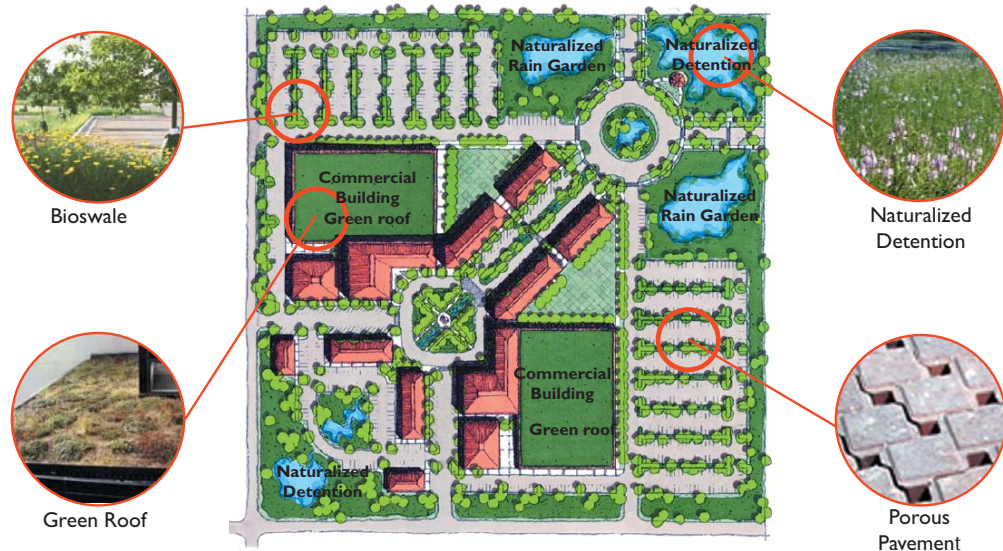 Naturalized
Rain Garden
Naturalized
Detention
Bioswale
Naturalized
Detention
Commercial
Building
Green roof
Naturalized
Rain Garden
Commercial
Building
Green roof
Naturalized
Detention
Green Roof
Porous
Pavement